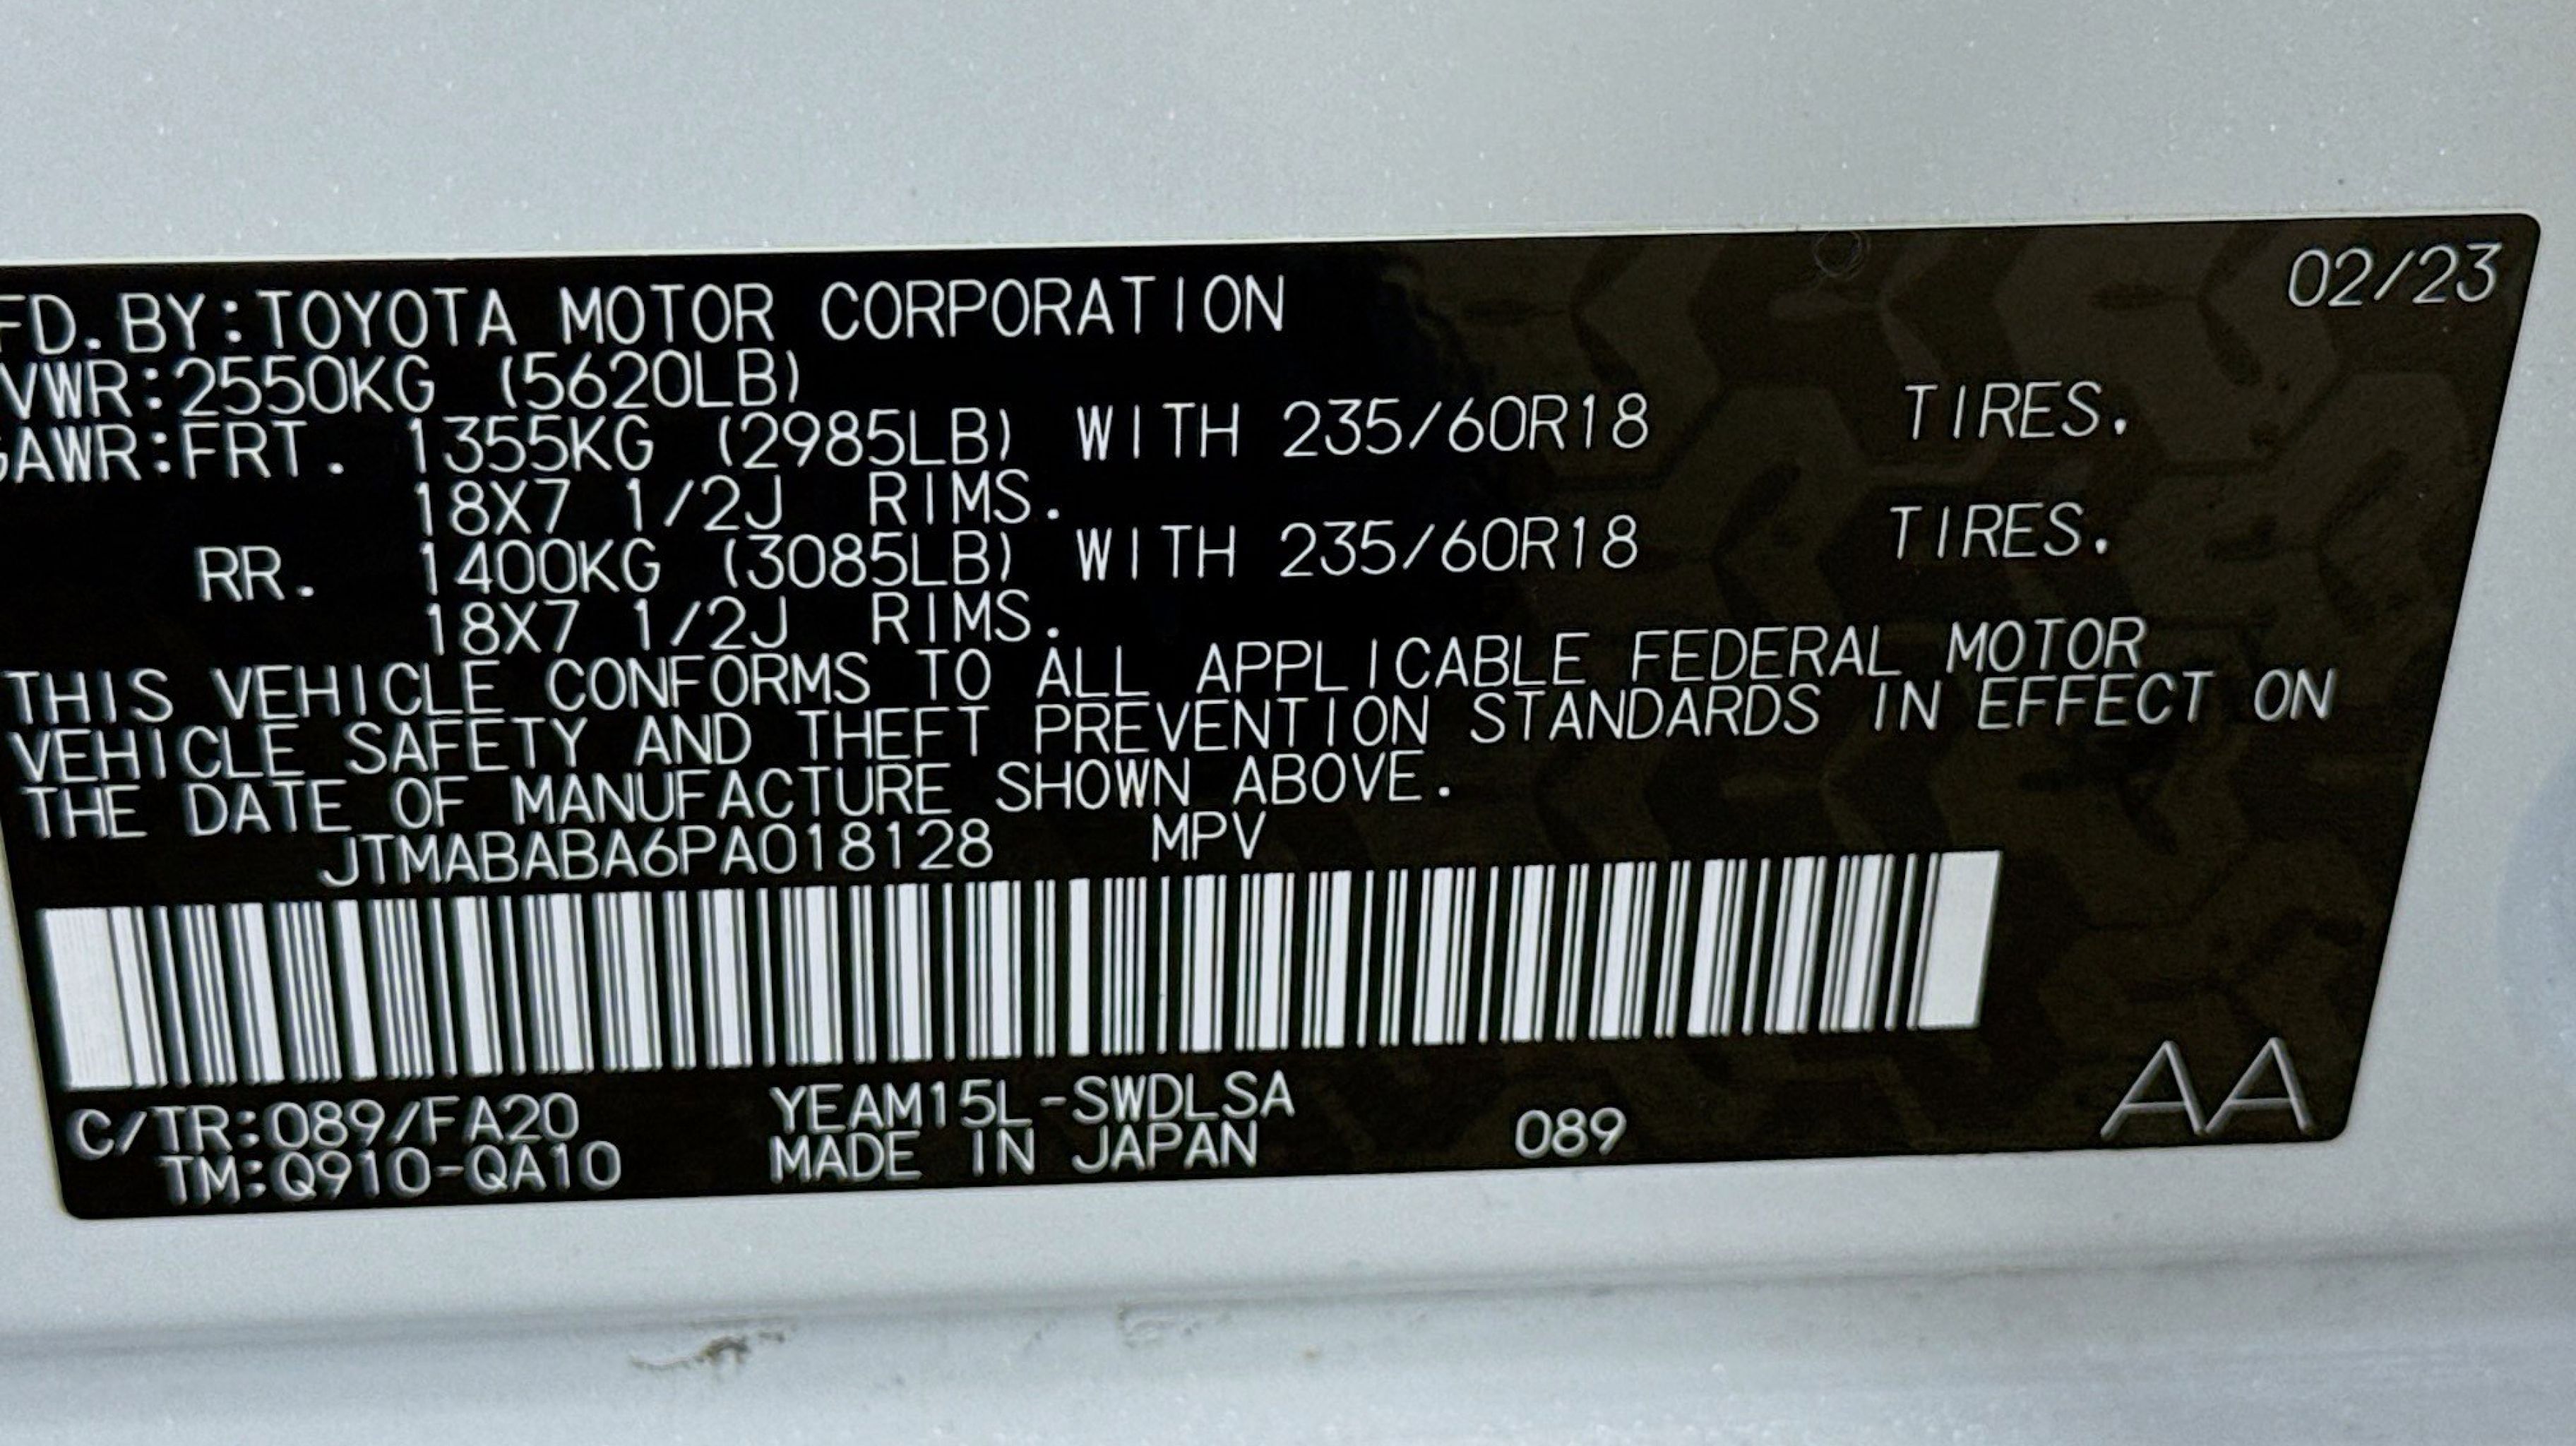 FD.BY:TOYOTA MOTOR CORPORATION 02/23
VWR:2550KG (5620LB)
GAWR:FRT. 1355KG (2985LB) WITH 235/60R18 TIRES.
18X7 1/2J RIMS.
RR. 1400KG (3085LB) WITH 235/60R18 TIRES.
18X7 1/2J RIMS.
THIS VEHICLE CONFORMS TO ALL APPLICABLE FEDERAL MOTOR
VEHICLE SAFETY AND THEFT PREVENTION STANDARDS IN EFFECT ON
THE DATE OF MANUFACTURE SHOWN ABOVE.
JTMABABA6PA018128 MPV
C/TR:089/FA20 YEAM15L-SWDLSA 089 AA
TM:Q910-QA10 MADE IN JAPAN